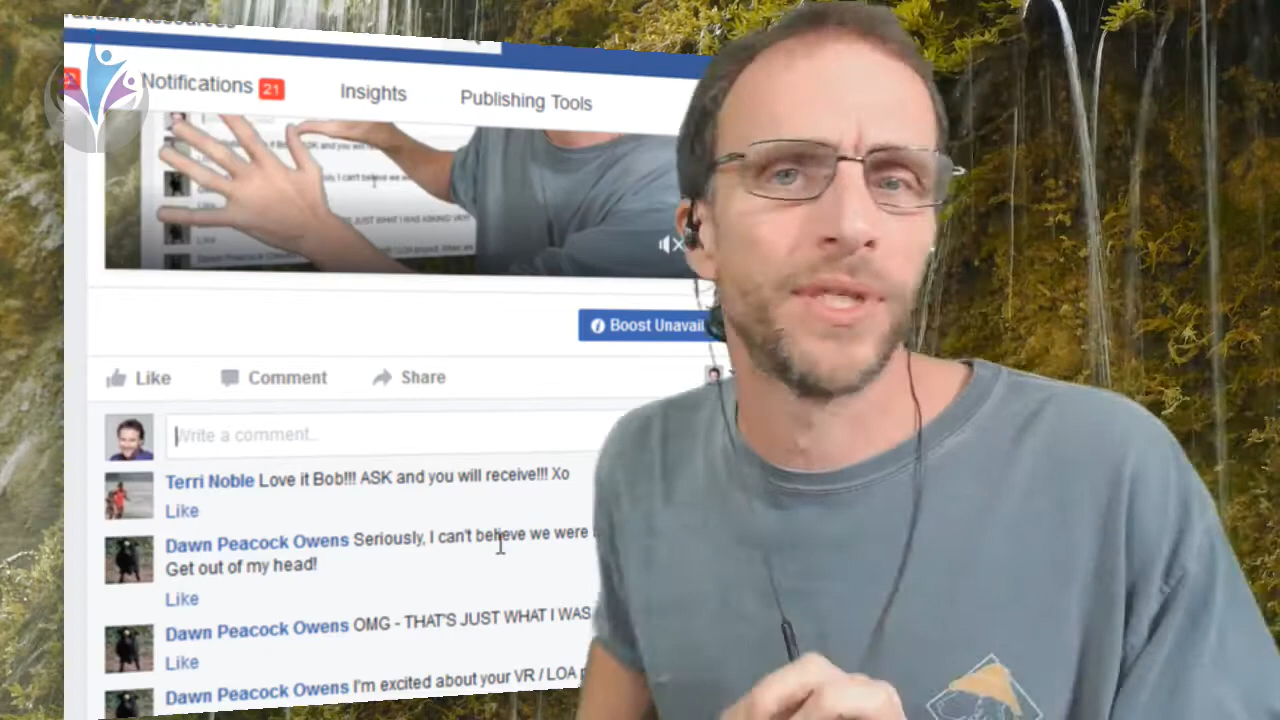 Notifications 21
Insights
Publishing Tools
Boost Unavail
Like
Comment
Share
Write a comment...
Terri Noble Love it Bob!!! ASK and you will receive!!! Xo
Like
Dawn Peacock Owens Seriously, I can't believe we were
Get out of my head!
Like
Dawn Peacock Owens OMG - THAT'S JUST WHAT I WAS
Like
Dawn Peacock Owens I'm excited about your VR / LOA